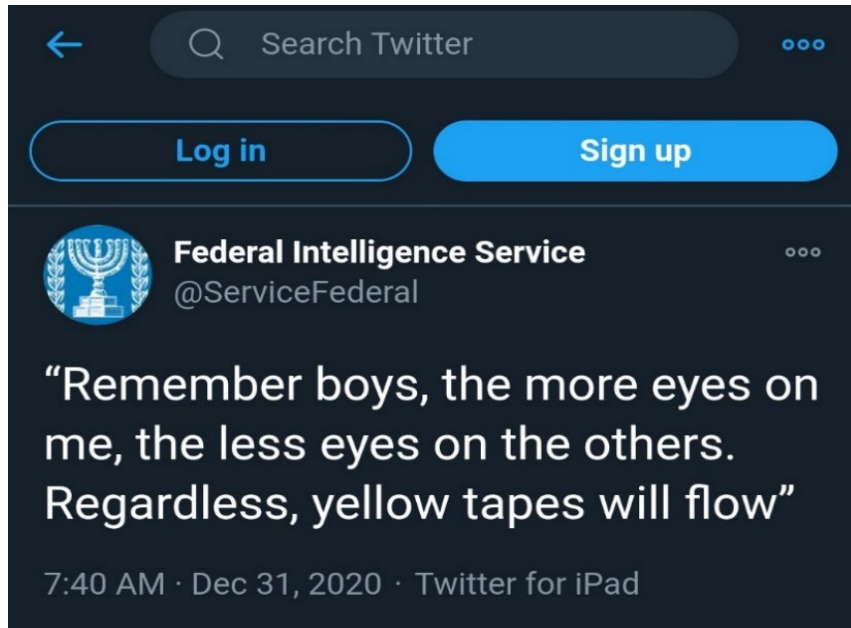 Search Twitter
Log in
Sign up
Federal Intelligence Service
@ServiceFederal
“Remember boys, the more eyes on
me, the less eyes on the others.
Regardless, yellow tapes will flow”
7:40 AM · Dec 31, 2020 · Twitter for iPad